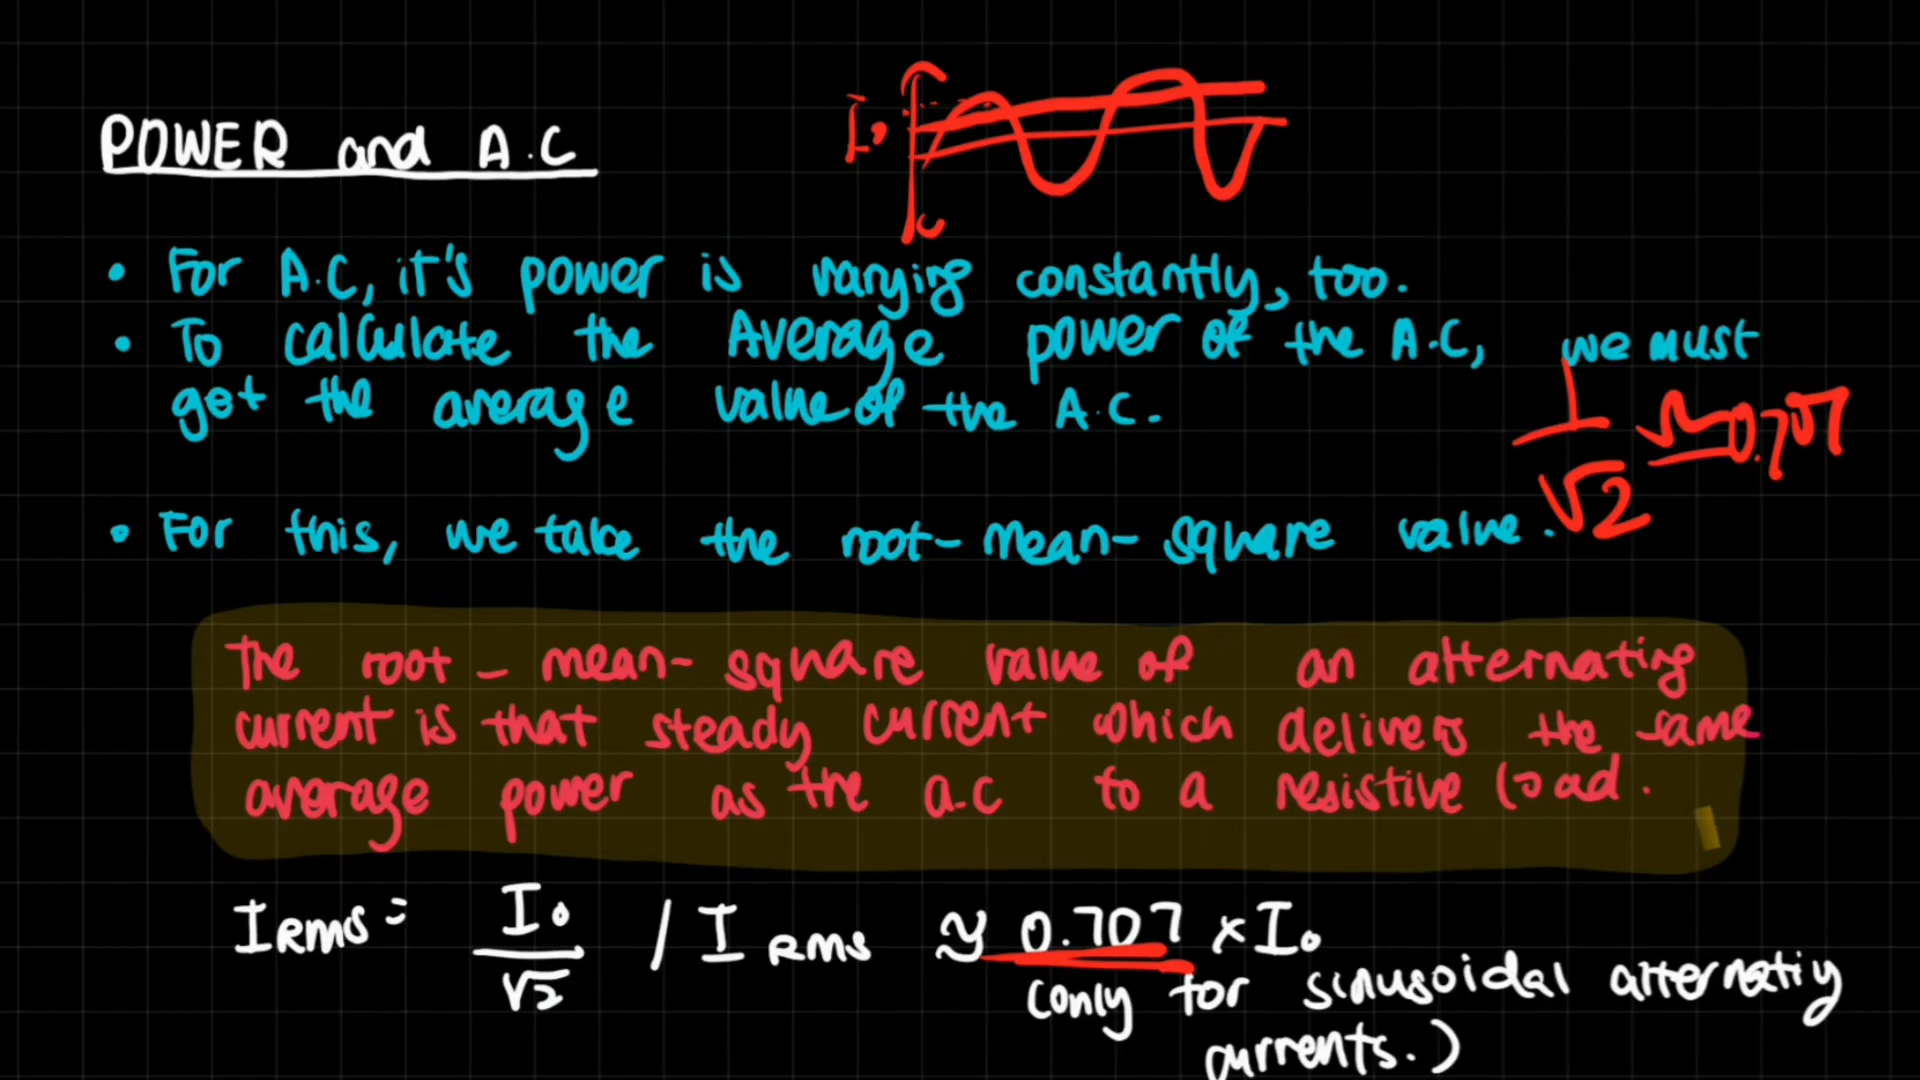 POWER and A.C
I₀
• For A.C, it's power is varying constantly, too.
• To calculate the Average power of the A.C, we must
get the average value of the A.C.
1/√2 ≈ 0.707
• For this, we take the root-mean-square value.
The root-mean-square value of an alternating
current is that steady current which delivers the same
average power as the a.c to a resistive load.
IRMS = I₀/√2 / IRMS ≈ 0.707 × I₀
(only for sinusoidal alternatiy
currents.)